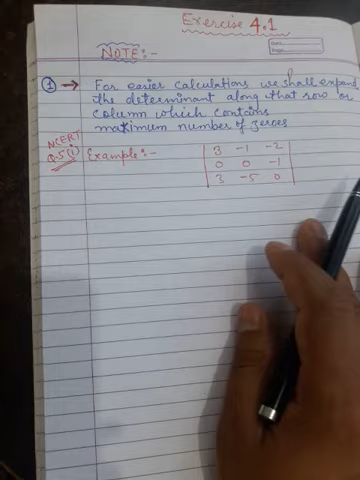 Exercise 4.1
NOTE:-
① → For easier calculations we shall expand
the determinant along that row or
column which contains
maximum number of zeroes
NCERT
Q.5(i) Example:-
3 -1 -2
0 0 -1
3 -5 0